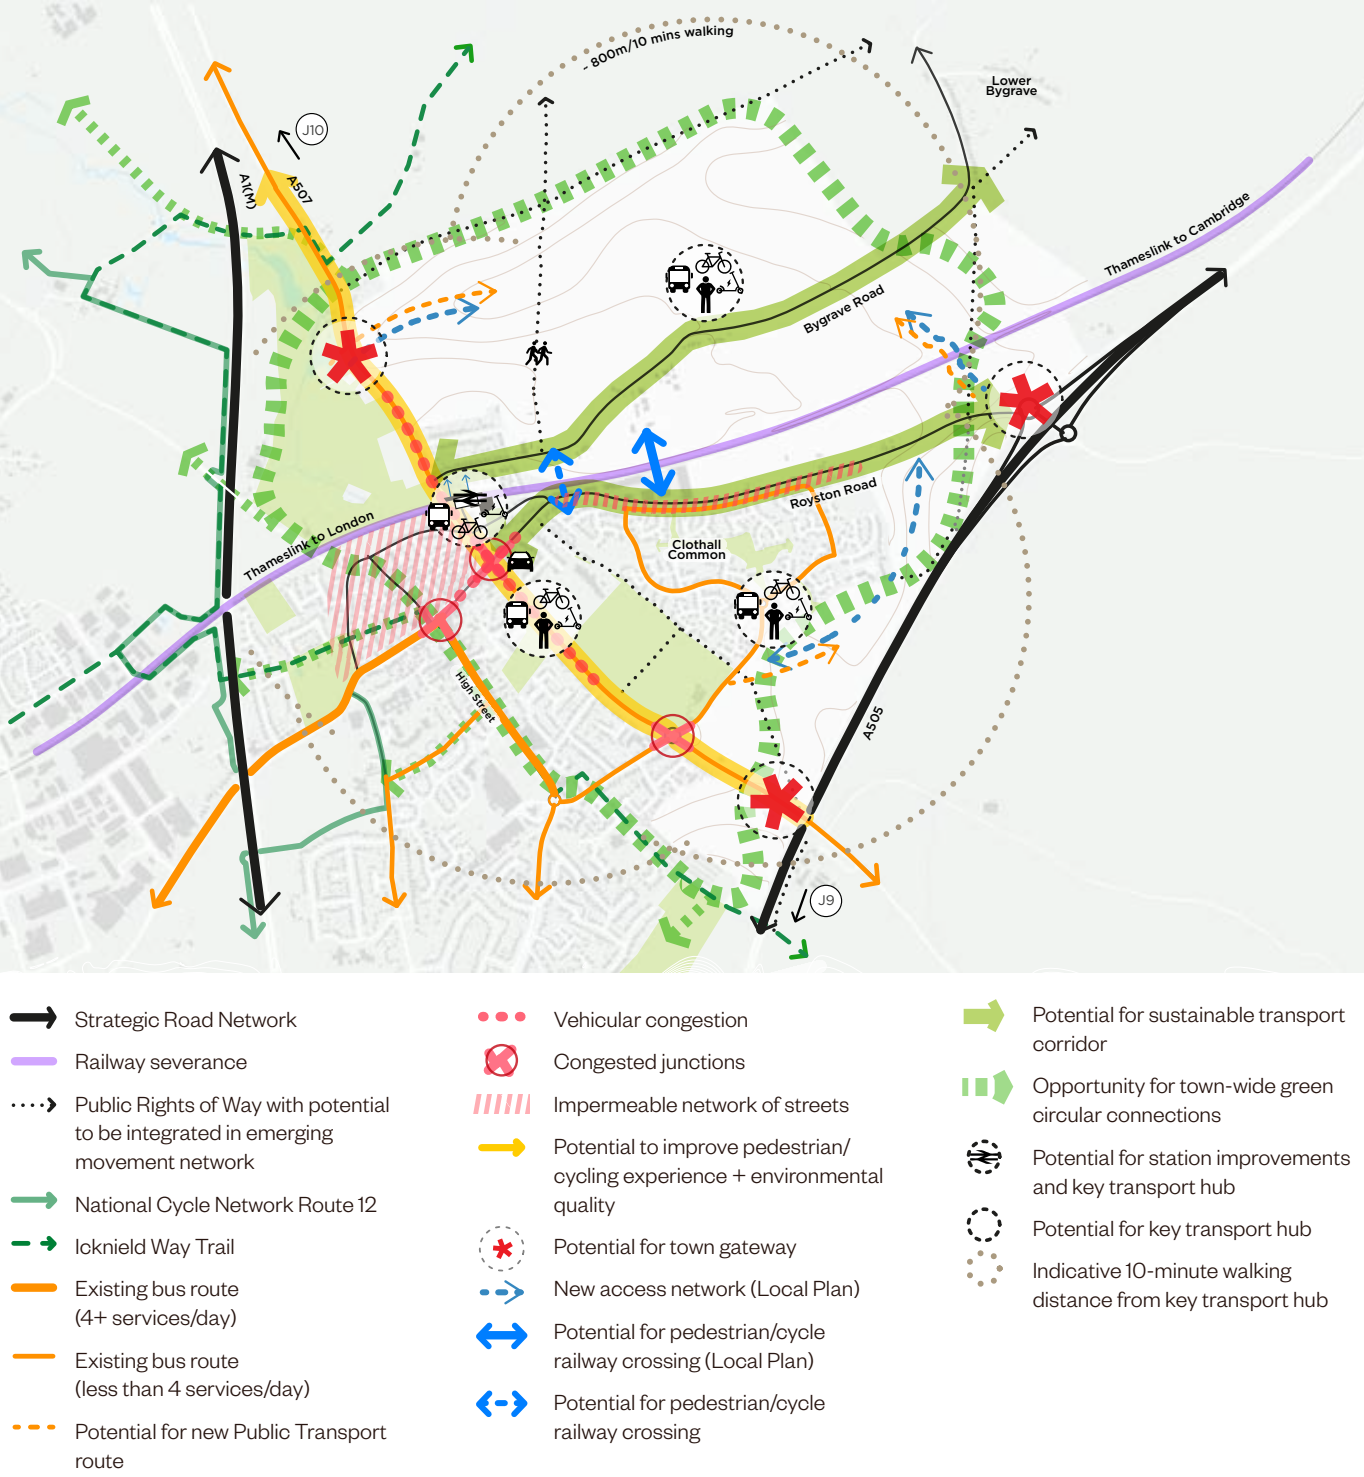 ~ 800m/10 mins walking
Lower
Bygrave
J10
A1(M)
A507
Thameslink to Cambridge
Bygrave Road
Royston Road
Thameslink to London
Clothall
Common
High Street
A505
J9
Strategic Road Network
Railway severance
Public Rights of Way with potential
to be integrated in emerging
movement network
National Cycle Network Route 12
Icknield Way Trail
Existing bus route
(4+ services/day)
Existing bus route
(less than 4 services/day)
Potential for new Public Transport
route
Vehicular congestion
Congested junctions
Impermeable network of streets
Potential to improve pedestrian/
cycling experience + environmental
quality
Potential for town gateway
New access network (Local Plan)
Potential for pedestrian/cycle
railway crossing (Local Plan)
Potential for pedestrian/cycle
railway crossing
Potential for sustainable transport
corridor
Opportunity for town-wide green
circular connections
Potential for station improvements
and key transport hub
Potential for key transport hub
Indicative 10-minute walking
distance from key transport hub